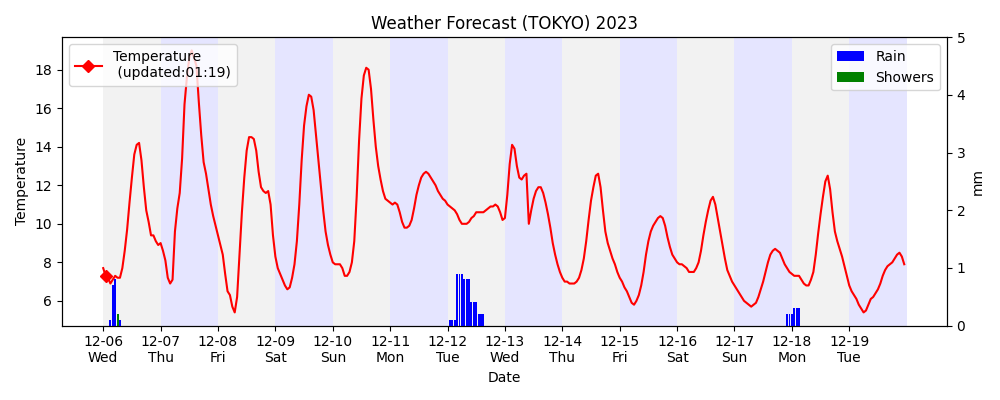 Weather Forecast (TOKYO) 2023
Temperature
(updated:01:19)
Rain
Showers
Temperature
18
16
14
12
10
8
6
5
4
3
2
1
0
mm
12-06 12-07 12-08 12-09 12-10 12-11 12-12 12-13 12-14 12-15 12-16 12-17 12-18 12-19
Wed Thu Fri Sat Sun Mon Tue Wed Thu Fri Sat Sun Mon Tue
Date